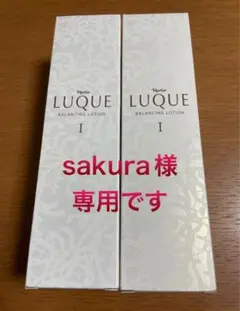 Naris
LUQUE
BALANCING LOTION
I
Naris
LUQUE
BALANCING LOTION
I
sakura様
専用です